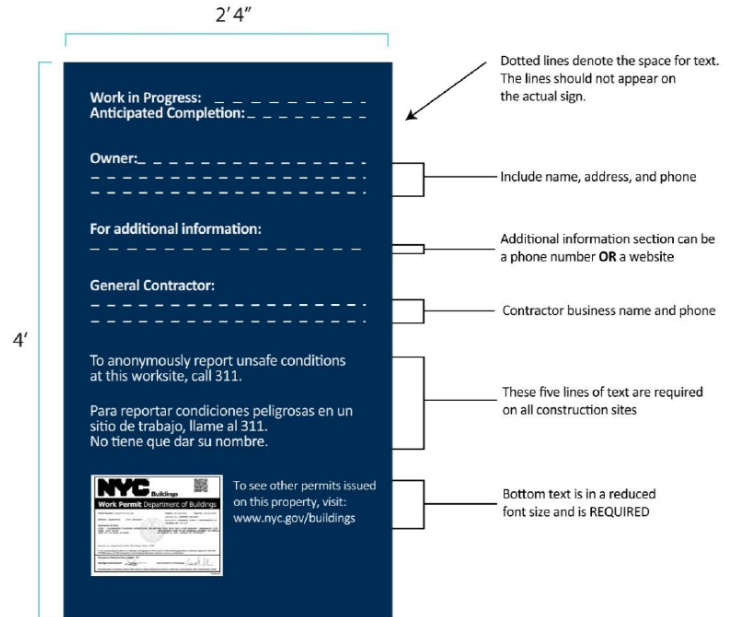 2'4"
Dotted lines denote the space for text.
The lines should not appear on
the actual sign.
Work in Progress:
Anticipated Completion:
Owner:
Include name, address, and phone
For additional information:
Additional information section can be
a phone number OR a website
General Contractor:
Contractor business name and phone
4'
To anonymously report unsafe conditions
at this worksite, call 311.
These five lines of text are required
on all construction sites
Para reportar condiciones peligrosas en un
sitio de trabajo, llame al 311.
No tiene que dar su nombre.
NYC Buildings
Work Permit Department of Buildings
To see other permits issued
on this property, visit:
www.nyc.gov/buildings
Bottom text is in a reduced
font size and is REQUIRED